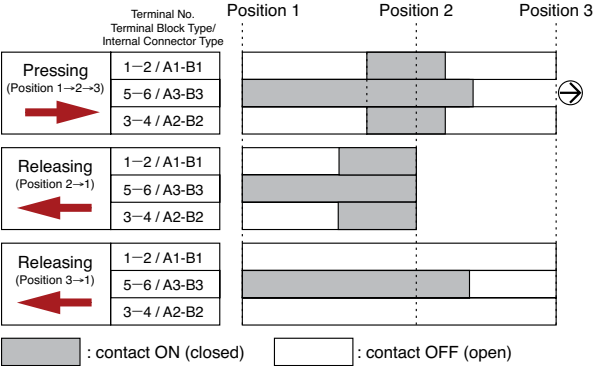 Terminal No.
Terminal Block Type/
Internal Connector Type
Position 1
Position 2
Position 3
Pressing
(Position 1→2→3)
1−2 / A1-B1
5−6 / A3-B3
3−4 / A2-B2
Releasing
(Position 2→1)
1−2 / A1-B1
5−6 / A3-B3
3−4 / A2-B2
Releasing
(Position 3→1)
1−2 / A1-B1
5−6 / A3-B3
3−4 / A2-B2
: contact ON (closed)
: contact OFF (open)